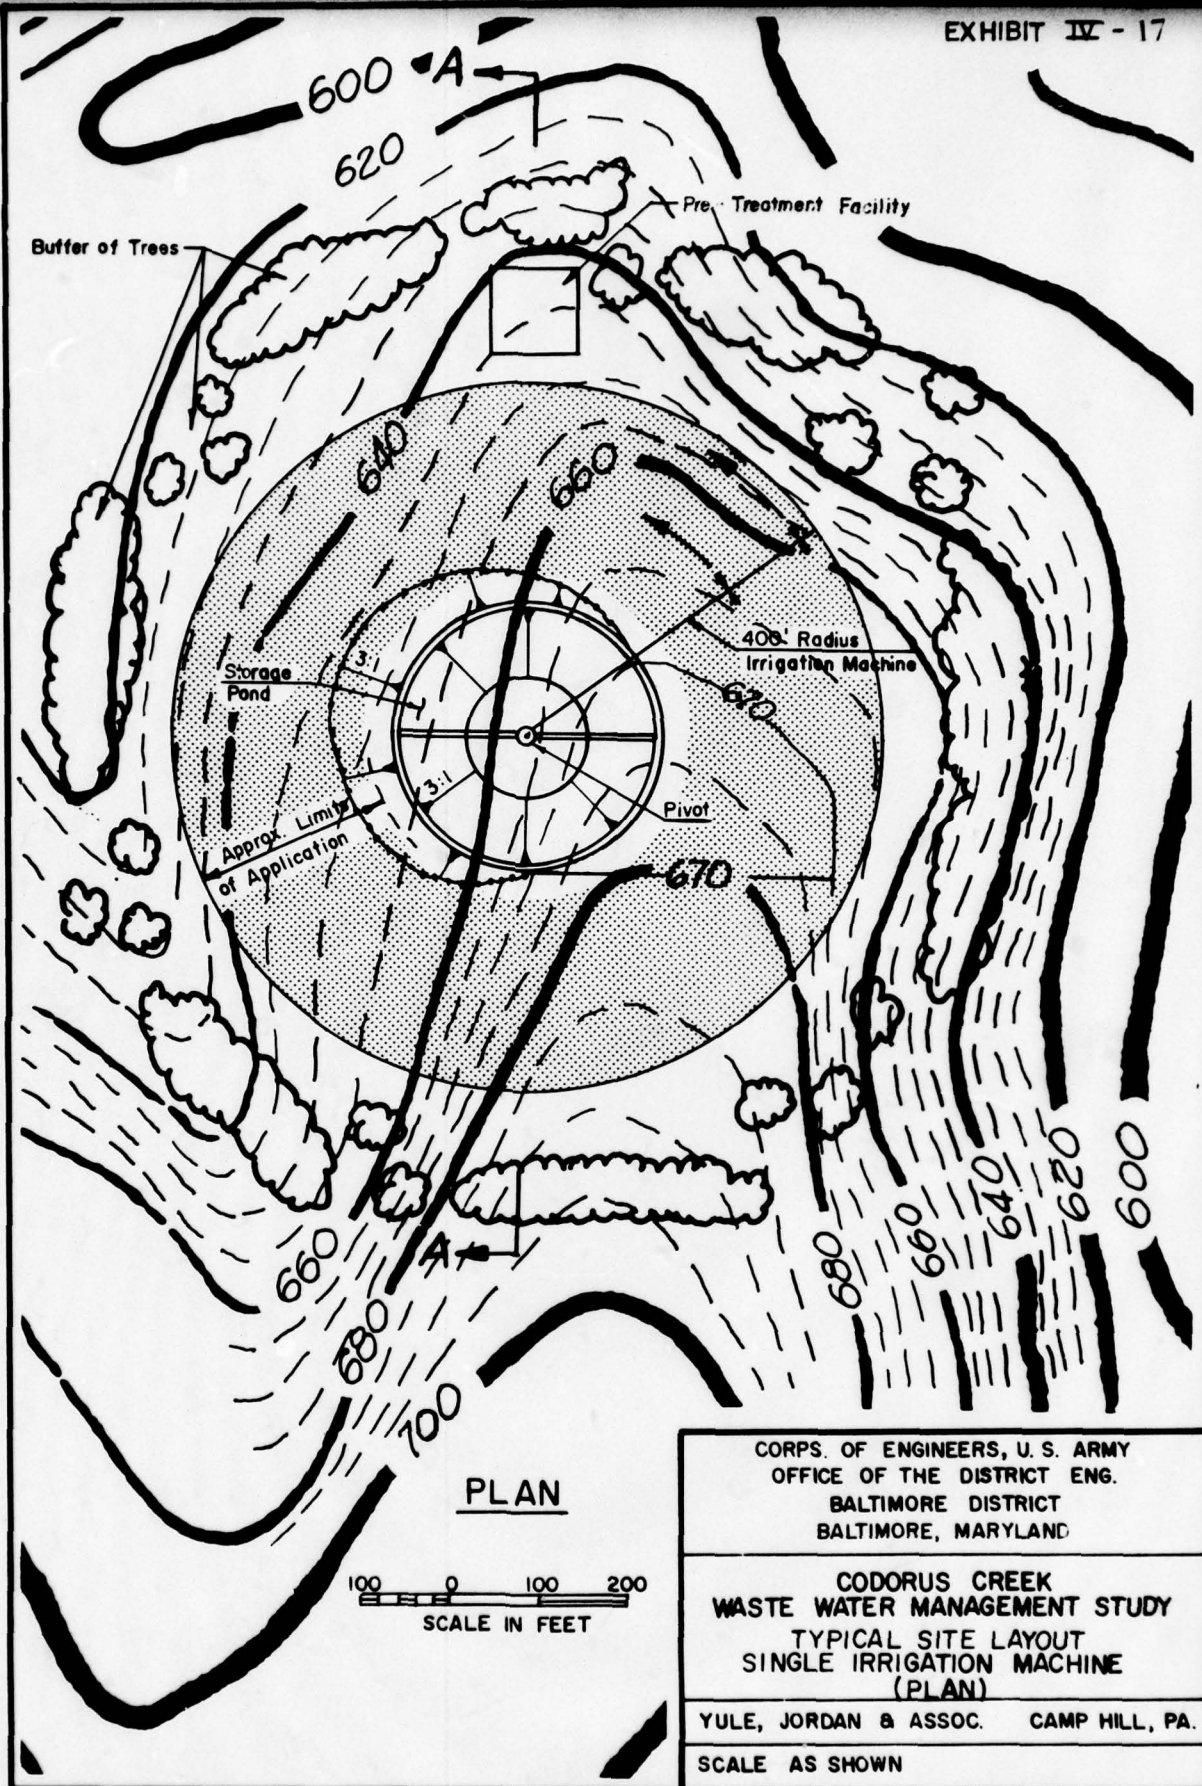 EXHIBIT IV - 17
600
A
620
Pre - Treatment Facility
Buffer of Trees
640
660
400' Radius
Irrigation Machine
3:1
Storage
Pond
670
3:1
Pivot
Approx. Limits
of Application
670
A
660
680
700
680
660
640
620
600
PLAN
100 0 100 200
SCALE IN FEET
CORPS. OF ENGINEERS, U. S. ARMY
OFFICE OF THE DISTRICT ENG.
BALTIMORE DISTRICT
BALTIMORE, MARYLAND
CODORUS CREEK
WASTE WATER MANAGEMENT STUDY
TYPICAL SITE LAYOUT
SINGLE IRRIGATION MACHINE
(PLAN)
YULE, JORDAN & ASSOC. CAMP HILL, PA.
SCALE AS SHOWN